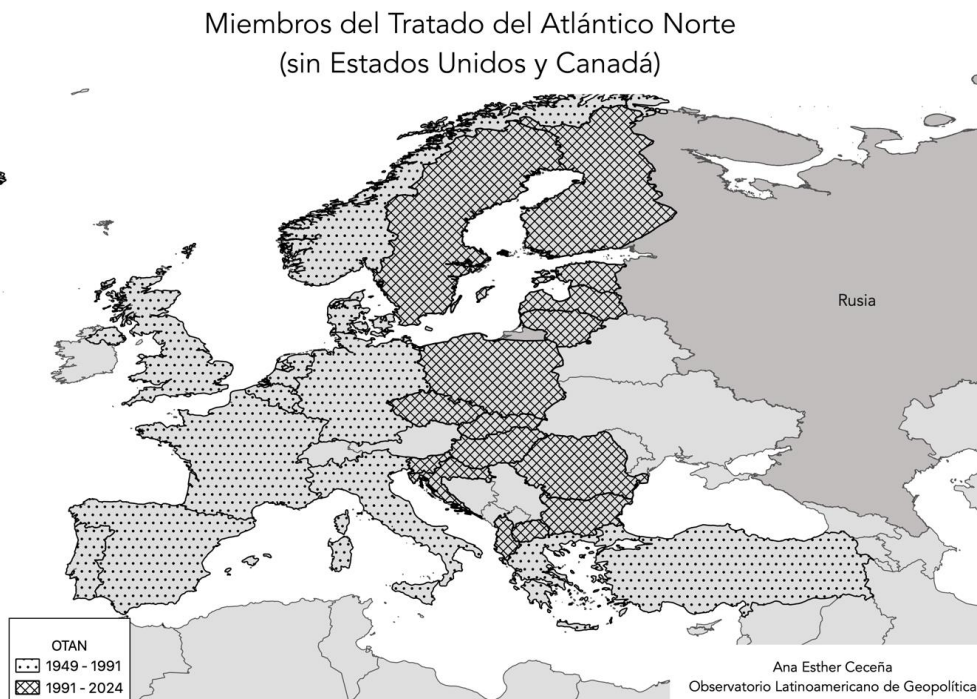 Miembros del Tratado del Atlántico Norte
(sin Estados Unidos y Canadá)
Rusia
OTAN
1949 - 1991
1991 - 2024
Ana Esther Ceceña
Observatorio Latinoamericano de Geopolítica